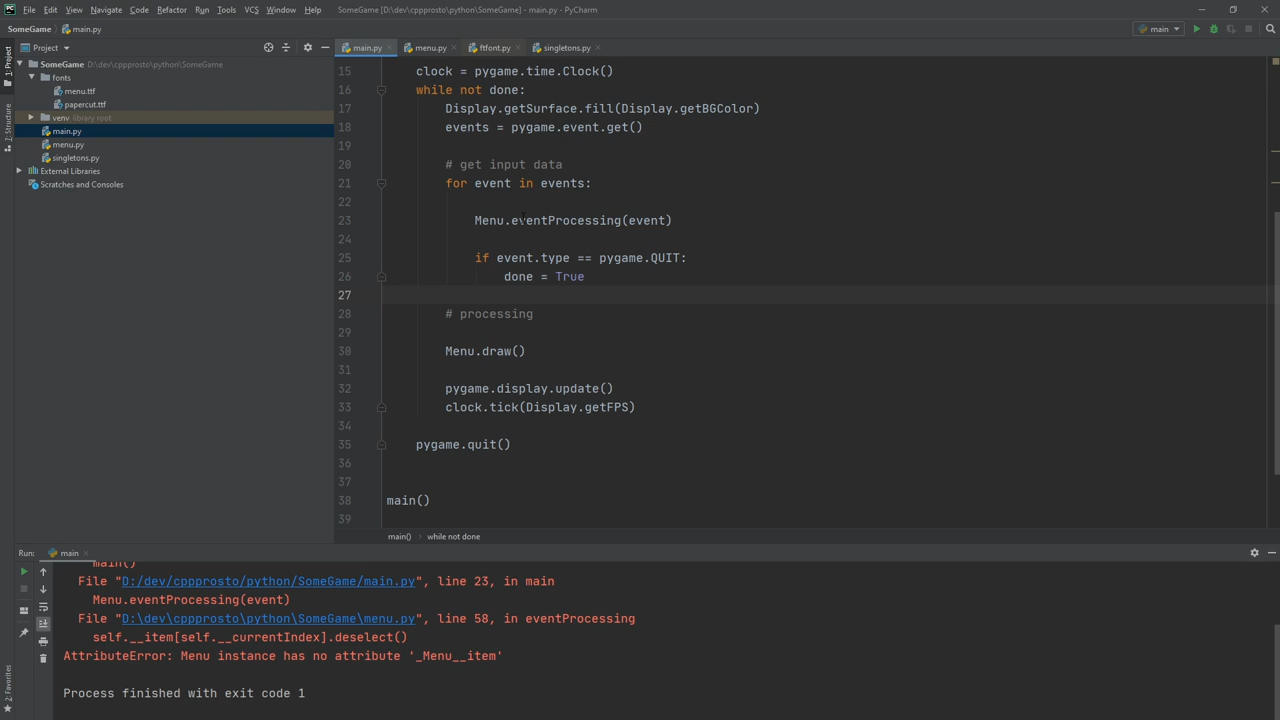 File Edit View Navigate Code Refactor Run Tools VCS Window Help SomeGame [D:\dev\cppprosto\python\SomeGame] - main.py - PyCharm
SomeGame main.py main
Project main.py menu.py ftfont.py singletons.py
1: Project
SomeGame D:\dev\cppprosto\python\SomeGame
fonts
menu.ttf
papercut.ttf
venv library root
main.py
menu.py
singletons.py
External Libraries
Scratches and Consoles
7: Structure
2: Favorites
15 clock = pygame.time.Clock()
16 while not done:
17 Display.getSurface.fill(Display.getBGColor)
18 events = pygame.event.get()
19
20 # get input data
21 for event in events:
22
23 Menu.eventProcessing(event)
24
25 if event.type == pygame.QUIT:
26 done = True
27
28 # processing
29
30 Menu.draw()
31
32 pygame.display.update()
33 clock.tick(Display.getFPS)
34
35 pygame.quit()
36
37
38 main()
39
main() while not done
Run: main
main()
File "D:/dev/cppprosto/python/SomeGame/main.py", line 23, in main
Menu.eventProcessing(event)
File "D:\dev\cppprosto\python\SomeGame\menu.py", line 58, in eventProcessing
self.__item[self.__currentIndex].deselect()
AttributeError: Menu instance has no attribute '_Menu__item'
Process finished with exit code 1